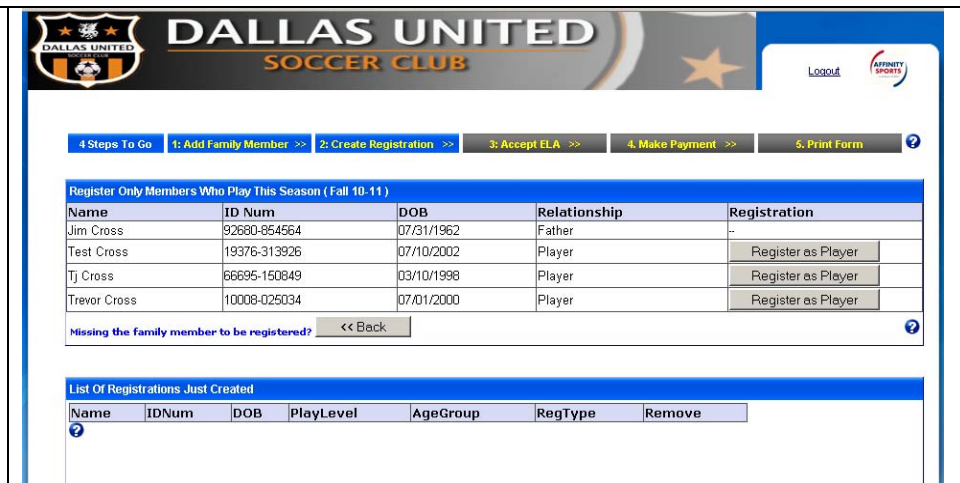 DALLAS UNITED
SOCCER CLUB
DALLAS UNITED
SOCCER CLUB
Logout
AFFINITY
SPORTS
4 Steps To Go 1: Add Family Member >> 2: Create Registration >> 3: Accept ELA >> 4. Make Payment >> 5. Print Form ?
Register Only Members Who Play This Season ( Fall 10-11 )
Name ID Num DOB Relationship Registration
Jim Cross 92680-854564 07/31/1962 Father --
Test Cross 19376-313926 07/10/2002 Player Register as Player
Tj Cross 66695-150849 03/10/1998 Player Register as Player
Trevor Cross 10008-025034 07/01/2000 Player Register as Player
Missing the family member to be registered? << Back ?
List Of Registrations Just Created
Name IDNum DOB PlayLevel AgeGroup RegType Remove
?